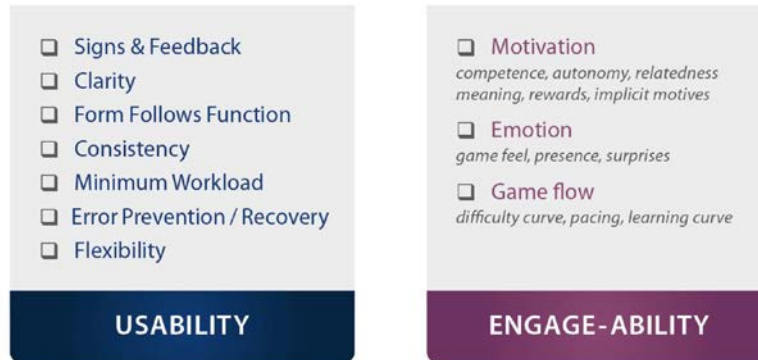 Signs & Feedback
Clarity
Form Follows Function
Consistency
Minimum Workload
Error Prevention / Recovery
Flexibility
USABILITY
Motivation
competence, autonomy, relatedness
meaning, rewards, implicit motives
Emotion
game feel, presence, surprises
Game flow
difficulty curve, pacing, learning curve
ENGAGE-ABILITY